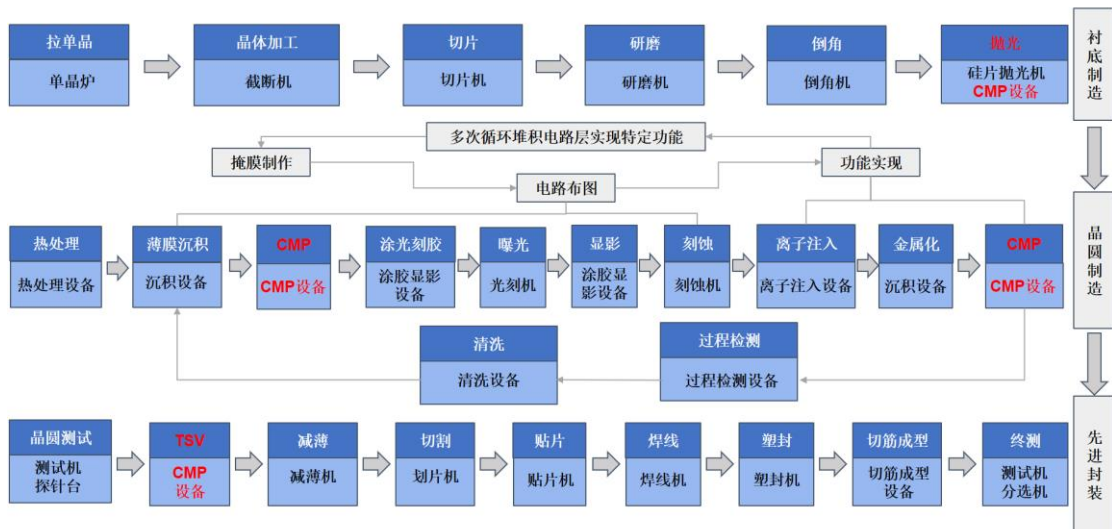 拉单晶
单晶炉
晶体加工
截断机
切片
切片机
研磨
研磨机
倒角
倒角机
抛光
硅片抛光机
CMP设备
衬底制造
多次循环堆积电路层实现特定功能
掩膜制作
功能实现
电路布图
热处理
热处理设备
薄膜沉积
沉积设备
CMP
CMP设备
涂光刻胶
涂胶显影
设备
曝光
光刻机
显影
涂胶显
影设备
刻蚀
刻蚀机
离子注入
离子注入设备
金属化
沉积设备
CMP
CMP设备
晶圆制造
清洗
清洗设备
过程检测
过程检测设备
晶圆测试
测试机
探针台
TSV
CMP
设备
减薄
减薄机
切割
划片机
贴片
贴片机
焊线
焊线机
塑封
塑封机
切筋成型
切筋成型
设备
终测
测试机
分选机
先进封装